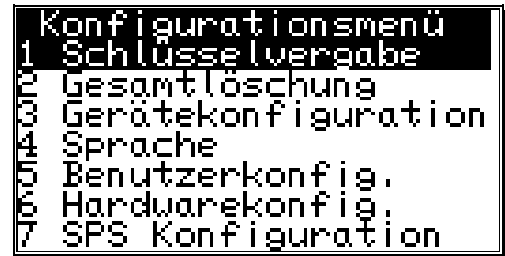 Konfigurationsmenü
1 Schlüsselvergabe
2 Gesamtlöschung
3 Gerätekonfiguration
4 Sprache
5 Benutzerkonfig.
6 Hardwarekonfig.
7 SPS Konfiguration